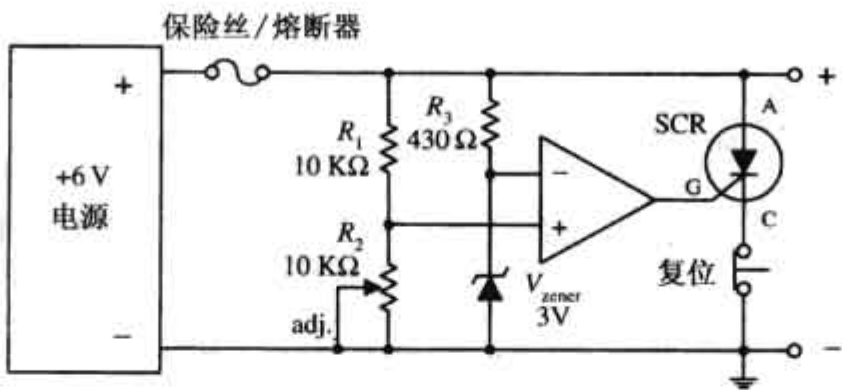 保险丝/熔断器
+
+6 V
电源
−
R₁
10 KΩ
R₂
10 KΩ
adj.
R₃
430 Ω
−
+
V zener
3V
SCR
A
G
C
复位
+
−